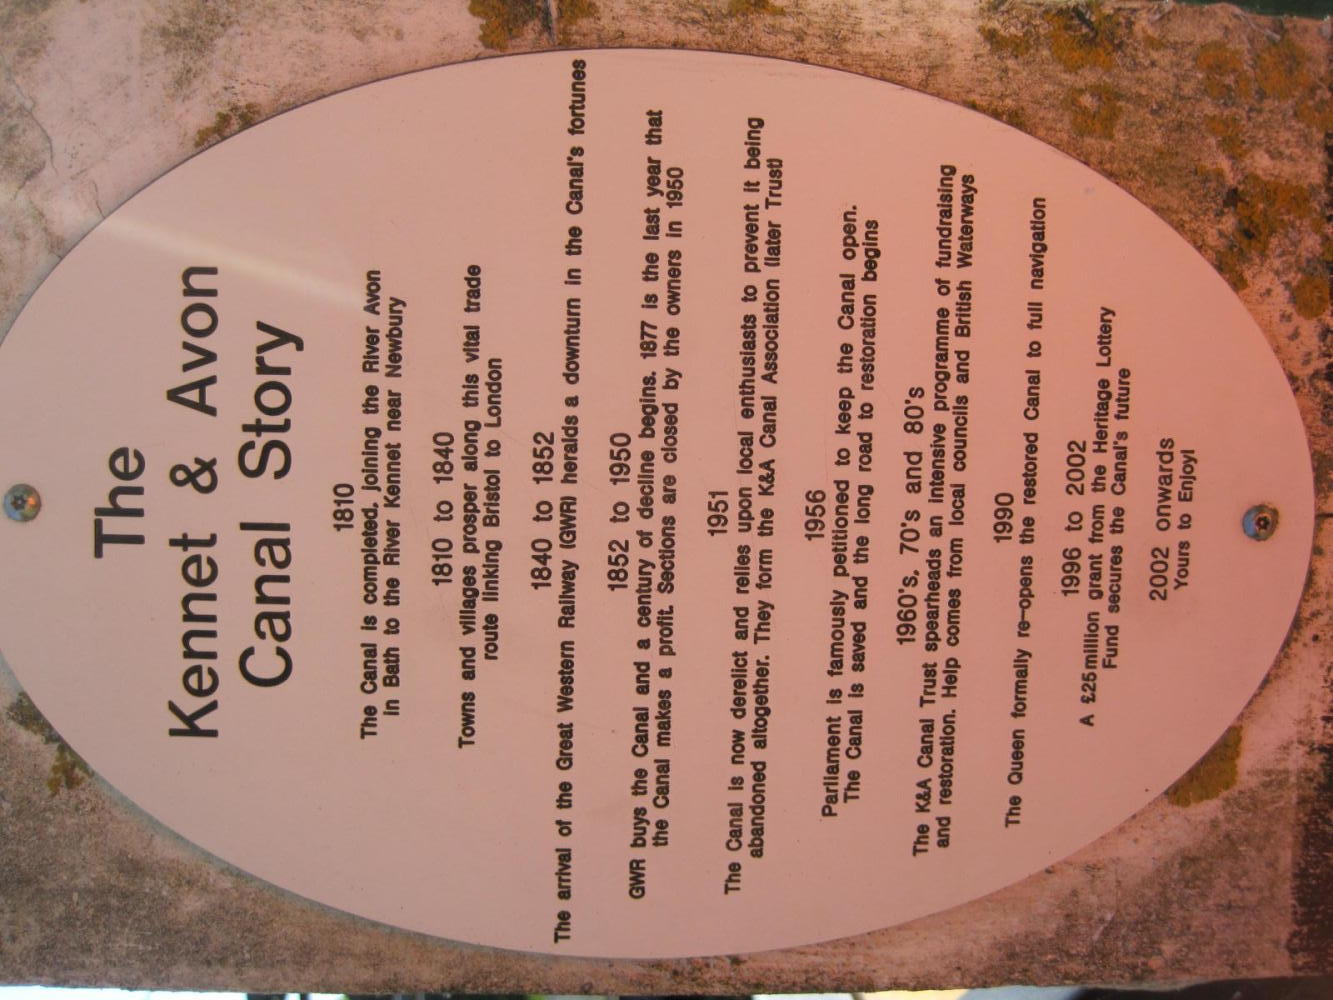 The
Kennet & Avon
Canal Story
1810
The Canal is completed, joining the River Avon
in Bath to the River Kennet near Newbury
1810 to 1840
Towns and villages prosper along this vital trade
route linking Bristol to London
1840 to 1852
The arrival of the Great Western Railway (GWR) heralds a downturn in the Canal's fortunes
1852 to 1950
GWR buys the Canal and a century of decline begins. 1877 is the last year that
the Canal makes a profit. Sections are closed by the owners in 1950
1951
The Canal is now derelict and relies upon local enthusiasts to prevent it being
abandoned altogether. They form the K&A Canal Association (later Trust)
1956
Parliament is famously petitioned to keep the Canal open.
The Canal is saved and the long road to restoration begins
1960's, 70's and 80's
The K&A Canal Trust spearheads an intensive programme of fundraising
and restoration. Help comes from local councils and British Waterways
1990
The Queen formally re-opens the restored Canal to full navigation
1996 to 2002
A £25million grant from the Heritage Lottery
Fund secures the Canal's future
2002 onwards
Yours to Enjoy!